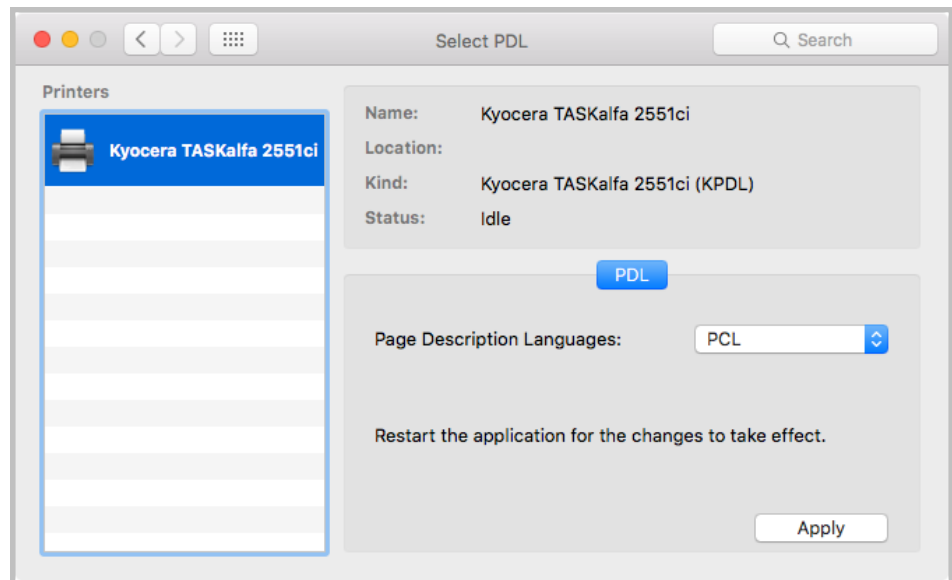 Select PDL
Search
Printers
Kyocera TASKalfa 2551ci
Name: Kyocera TASKalfa 2551ci
Location:
Kind: Kyocera TASKalfa 2551ci (KPDL)
Status: Idle
PDL
Page Description Languages: PCL
Restart the application for the changes to take effect.
Apply